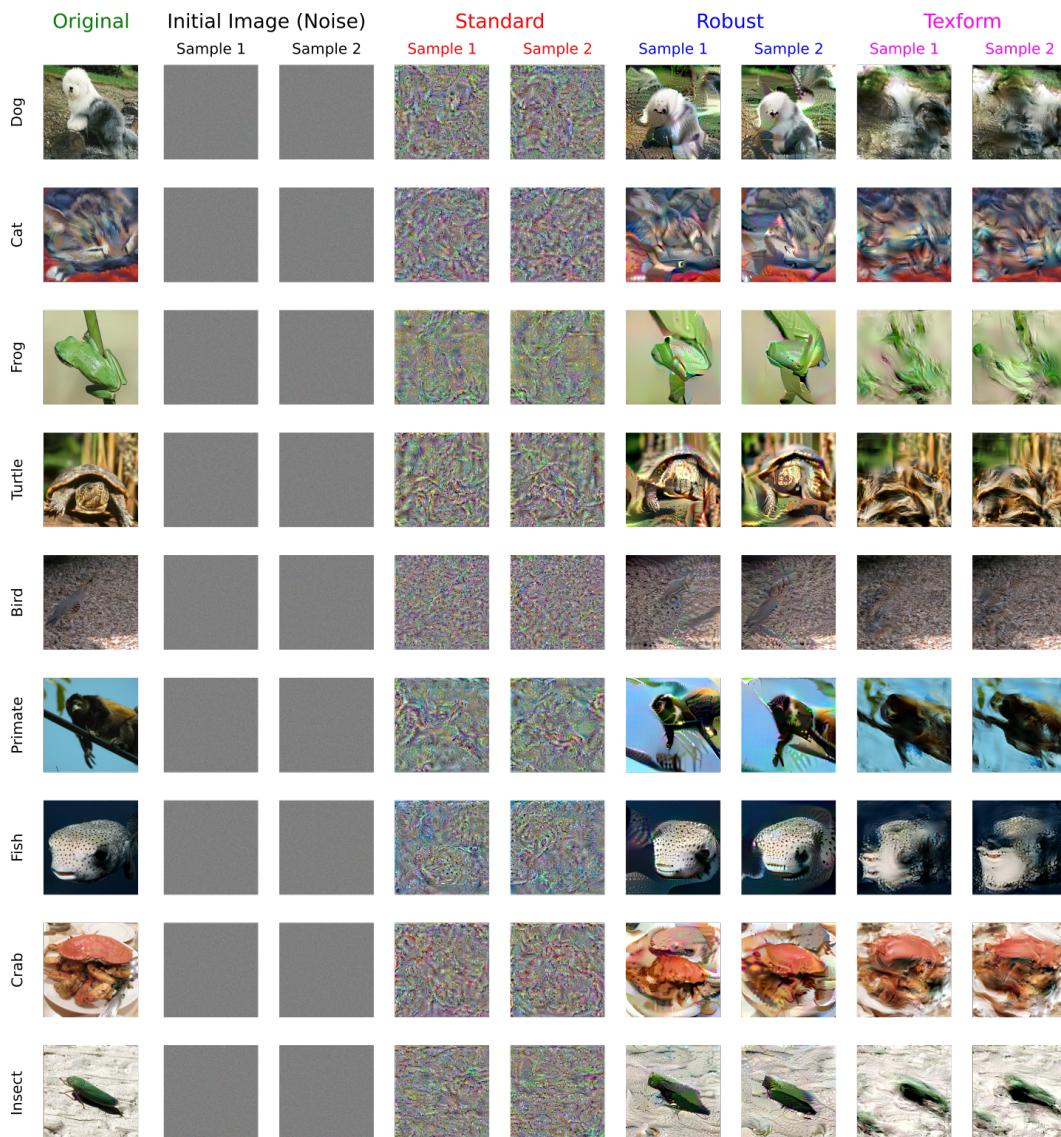 Original Initial Image (Noise) Standard Robust Texform
Sample 1 Sample 2 Sample 1 Sample 2 Sample 1 Sample 2 Sample 1 Sample 2
Dog
Cat
Frog
Turtle
Bird
Primate
Fish
Crab
Insect